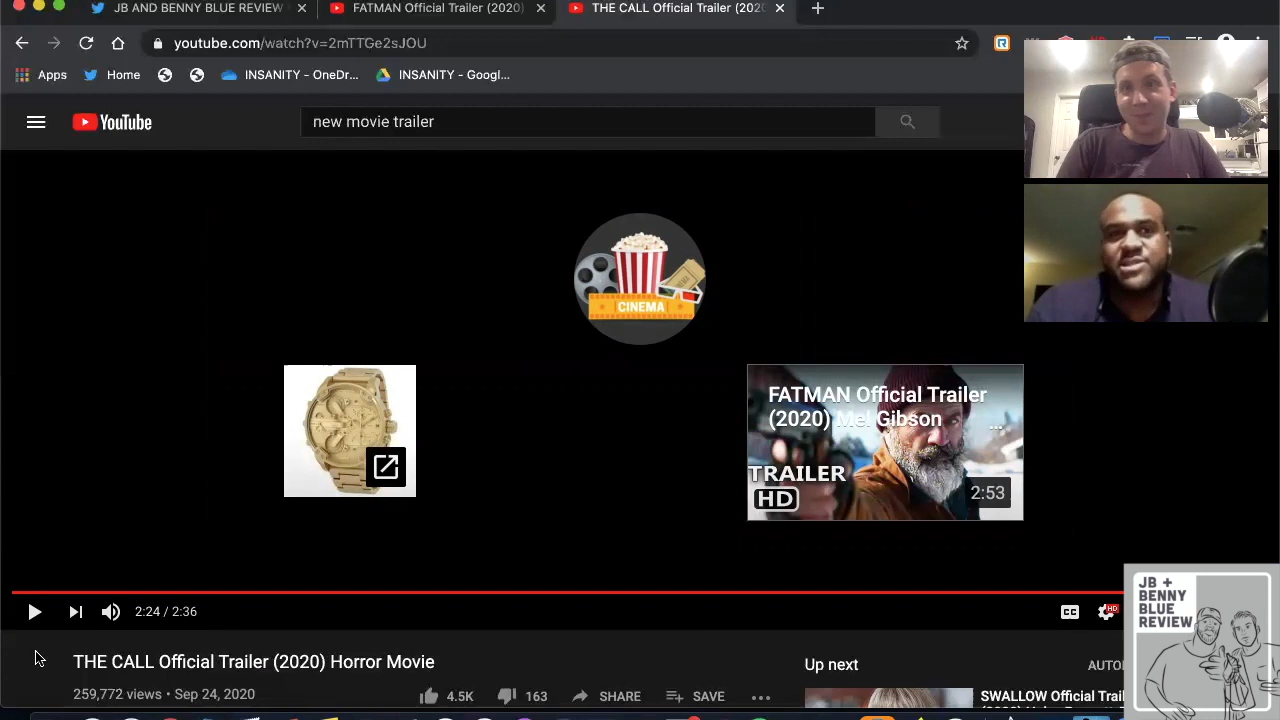 JB AND BENNY BLUE REVIEW
FATMAN Official Trailer (2020)
THE CALL Official Trailer (202
youtube.com/watch?v=2mTTGe2sJOU
Apps
Home
INSANITY - OneDr...
INSANITY - Googl...
YouTube
new movie trailer
CINEMA
FATMAN Official Trailer
(2020) Mel Gibson
...
TRAILER
HD
2:53
2:24 / 2:36
CC
HD
JB +
BENNY
BLUE
REVIEW
THE CALL Official Trailer (2020) Horror Movie
259,772 views • Sep 24, 2020
4.5K
163
SHARE
SAVE
Up next
AUTO
SWALLOW Official Trail